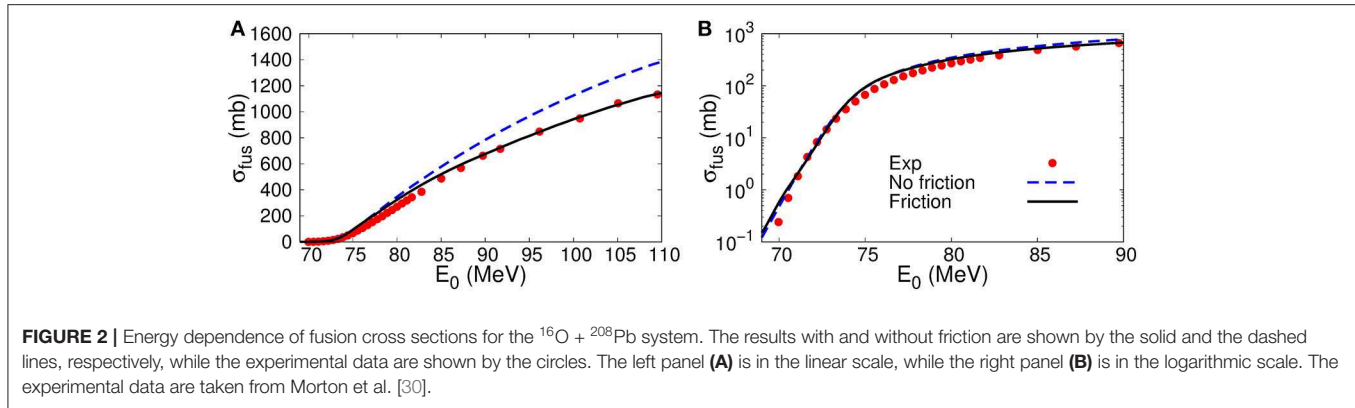 A
σfus (mb)
1600
1400
1200
1000
800
600
400
200
0
70 75 80 85 90 95 100 105 110
E0 (MeV)
B
σfus (mb)
10^3
10^2
10^1
10^0
10^-1
Exp
No friction
Friction
70 75 80 85 90
E0 (MeV)
FIGURE 2 | Energy dependence of fusion cross sections for the ^16O + ^208Pb system. The results with and without friction are shown by the solid and the dashed
lines, respectively, while the experimental data are shown by the circles. The left panel (A) is in the linear scale, while the right panel (B) is in the logarithmic scale. The
experimental data are taken from Morton et al. [30].